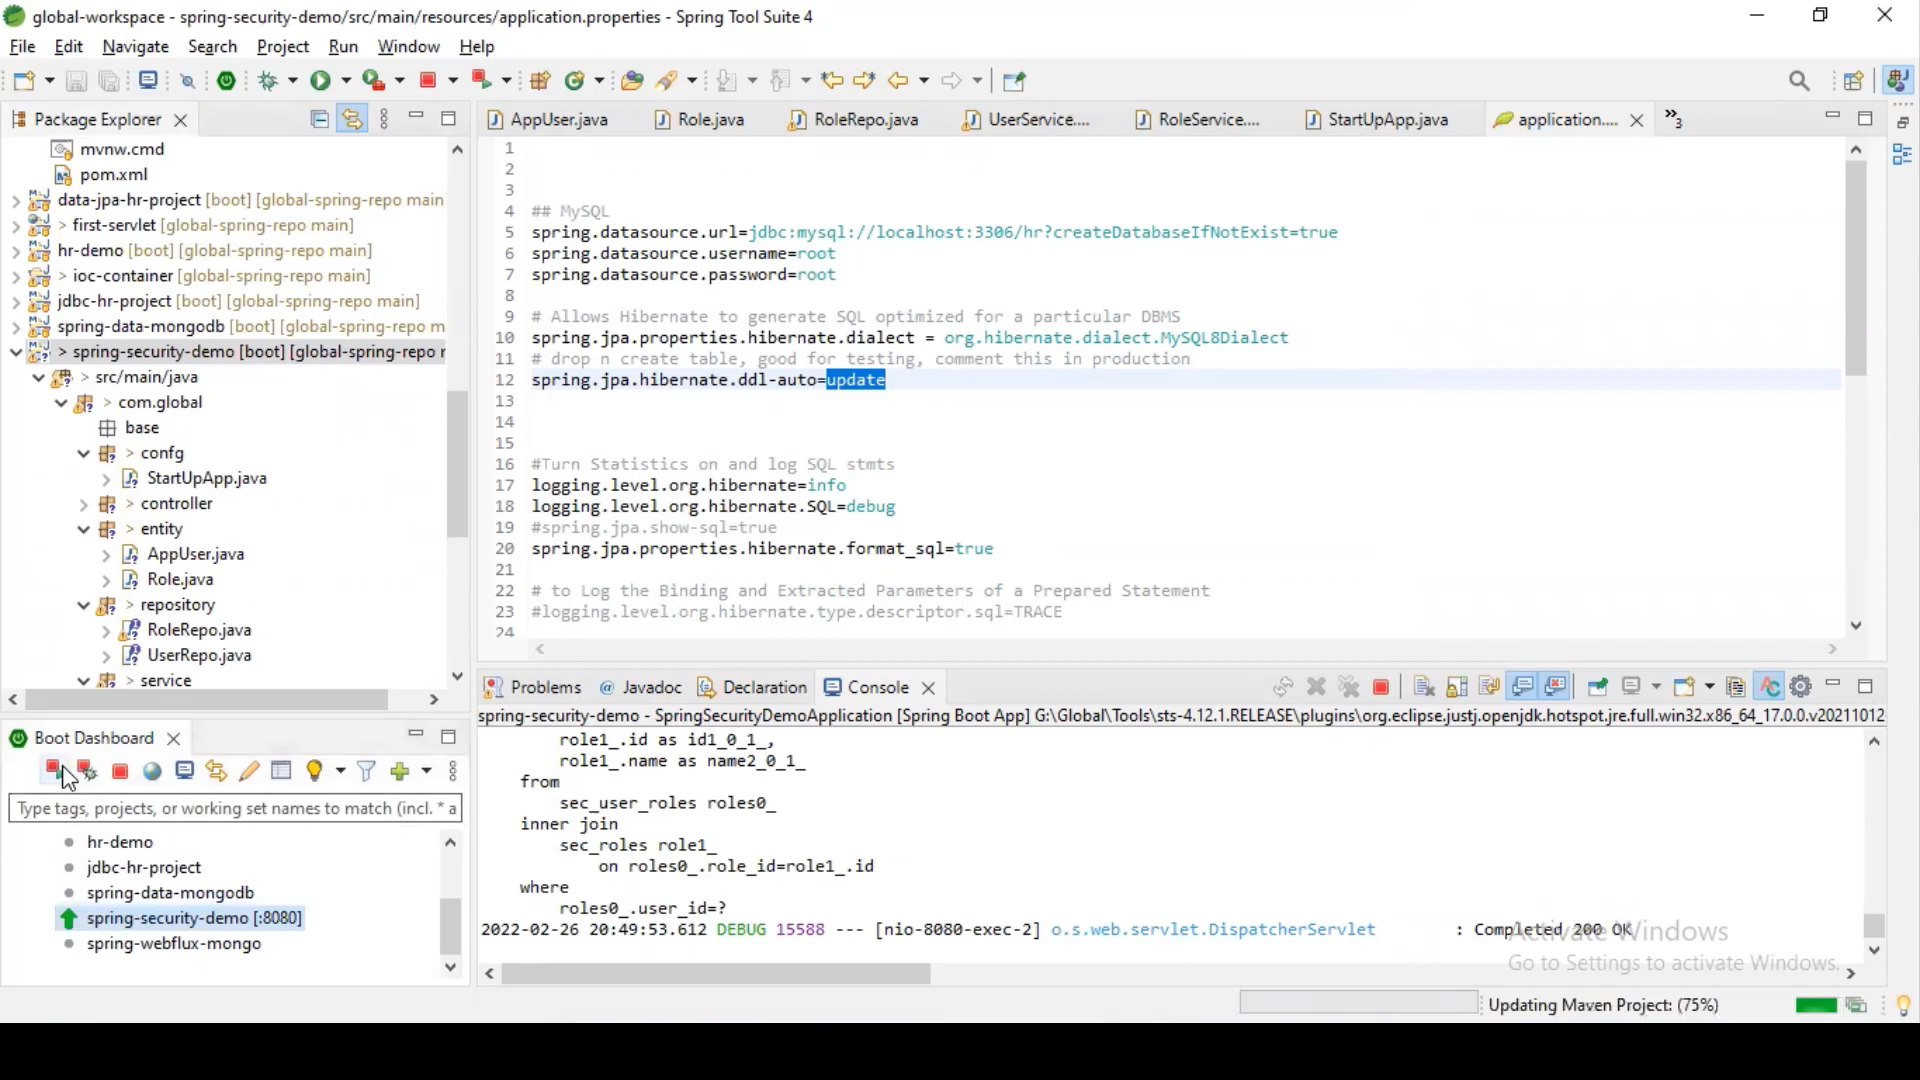 global-workspace - spring-security-demo/src/main/resources/application.properties - Spring Tool Suite 4
File Edit Navigate Search Project Run Window Help
Package Explorer
mvnw.cmd
pom.xml
data-jpa-hr-project [boot] [global-spring-repo main
> first-servlet [global-spring-repo main]
hr-demo [boot] [global-spring-repo main]
> ioc-container [global-spring-repo main]
jdbc-hr-project [boot] [global-spring-repo main]
spring-data-mongodb [boot] [global-spring-repo m
> spring-security-demo [boot] [global-spring-repo r
> src/main/java
> com.global
base
> confg
StartUpApp.java
> controller
> entity
AppUser.java
Role.java
> repository
RoleRepo.java
UserRepo.java
> service
AppUser.java Role.java RoleRepo.java UserService.... RoleService.... StartUpApp.java application.... »3
1
2
3
4 ## MySQL
5 spring.datasource.url=jdbc:mysql://localhost:3306/hr?createDatabaseIfNotExist=true
6 spring.datasource.username=root
7 spring.datasource.password=root
8
9 # Allows Hibernate to generate SQL optimized for a particular DBMS
10 spring.jpa.properties.hibernate.dialect = org.hibernate.dialect.MySQL8Dialect
11 # drop n create table, good for testing, comment this in production
12 spring.jpa.hibernate.ddl-auto=update
13
14
15
16 #Turn Statistics on and log SQL stmts
17 logging.level.org.hibernate=info
18 logging.level.org.hibernate.SQL=debug
19 #spring.jpa.show-sql=true
20 spring.jpa.properties.hibernate.format_sql=true
21
22 # to Log the Binding and Extracted Parameters of a Prepared Statement
23 #logging.level.org.hibernate.type.descriptor.sql=TRACE
24
Boot Dashboard
Type tags, projects, or working set names to match (incl. * a
hr-demo
jdbc-hr-project
spring-data-mongodb
spring-security-demo [:8080]
spring-webflux-mongo
Problems @ Javadoc Declaration Console
spring-security-demo - SpringSecurityDemoApplication [Spring Boot App] G:\Global\Tools\sts-4.12.1.RELEASE\plugins\org.eclipse.justj.openjdk.hotspot.jre.full.win32.x86_64_17.0.0.v20211012
role1_.id as id1_0_1_,
role1_.name as name2_0_1_
from
sec_user_roles roles0_
inner join
sec_roles role1_
on roles0_.role_id=role1_.id
where
roles0_.user_id=?
2022-02-26 20:49:53.612 DEBUG 15588 --- [nio-8080-exec-2] o.s.web.servlet.DispatcherServlet : Completed 200 OK
Activate Windows
Go to Settings to activate Windows.
Updating Maven Project: (75%)